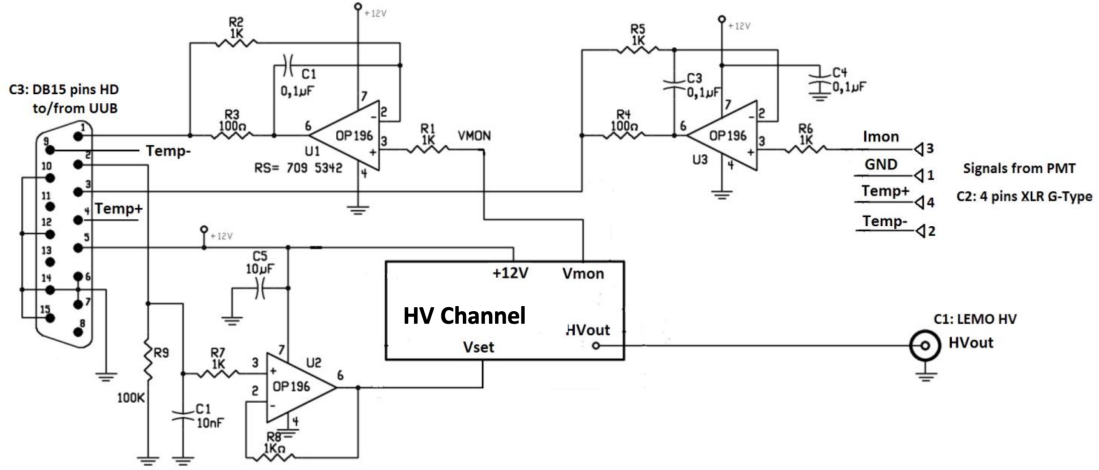 R2
1K
+12V
C1
0,1µF
7
2
R3
100Ω
6
OP196
3
R1
1K
VMON
U1
RS= 709 5342
4
+12V
R5
1K
C3
0,1µF
C4
0,1µF
7
2
R4
100Ω
6
OP196
3
R6
1K
U3
4
Imon
3
GND
1
Temp+
4
Temp-
2
Signals from PMT
C2: 4 pins XLR G-Type
C3: DB15 pins HD
to/from UUB
1
9
Temp-
2
10
3
11
4
Temp+
12
5
13
6
14
7
15
8
+12V
C5
10µF
+12V
Vmon
HV Channel
HVout
Vset
C1: LEMO HV
HVout
R9
100K
R7
1K
C1
10nF
7
U2
3
OP196
6
2
4
R8
1KΩ